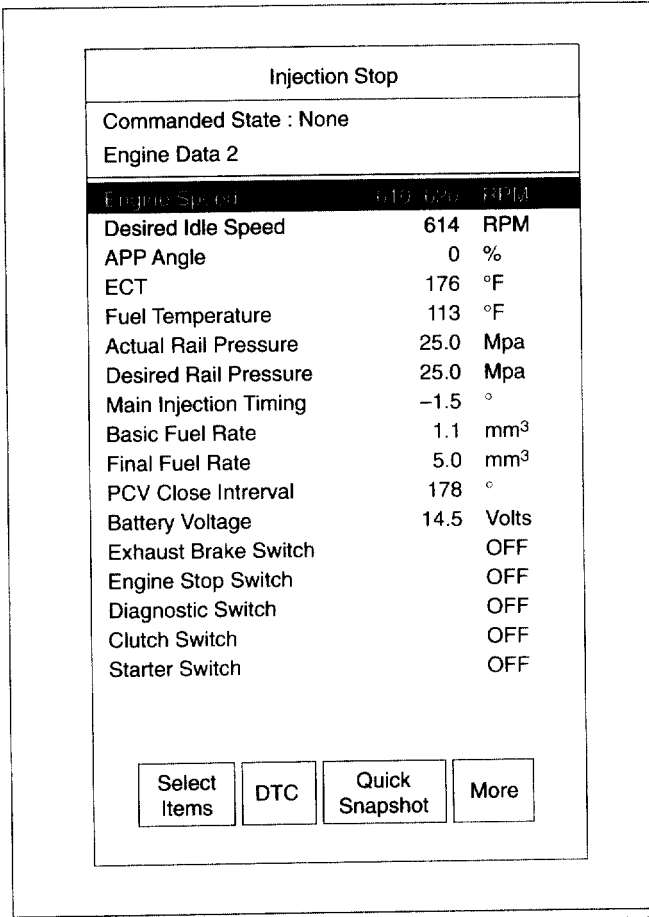 Injection Stop
Commanded State : None
Engine Data 2
Engine Speed 610–620 RPM
Desired Idle Speed 614 RPM
APP Angle 0 %
ECT 176 °F
Fuel Temperature 113 °F
Actual Rail Pressure 25.0 Mpa
Desired Rail Pressure 25.0 Mpa
Main Injection Timing –1.5 °
Basic Fuel Rate 1.1 mm³
Final Fuel Rate 5.0 mm³
PCV Close Intrerval 178 °
Battery Voltage 14.5 Volts
Exhaust Brake Switch OFF
Engine Stop Switch OFF
Diagnostic Switch OFF
Clutch Switch OFF
Starter Switch OFF
Select Items
DTC
Quick Snapshot
More